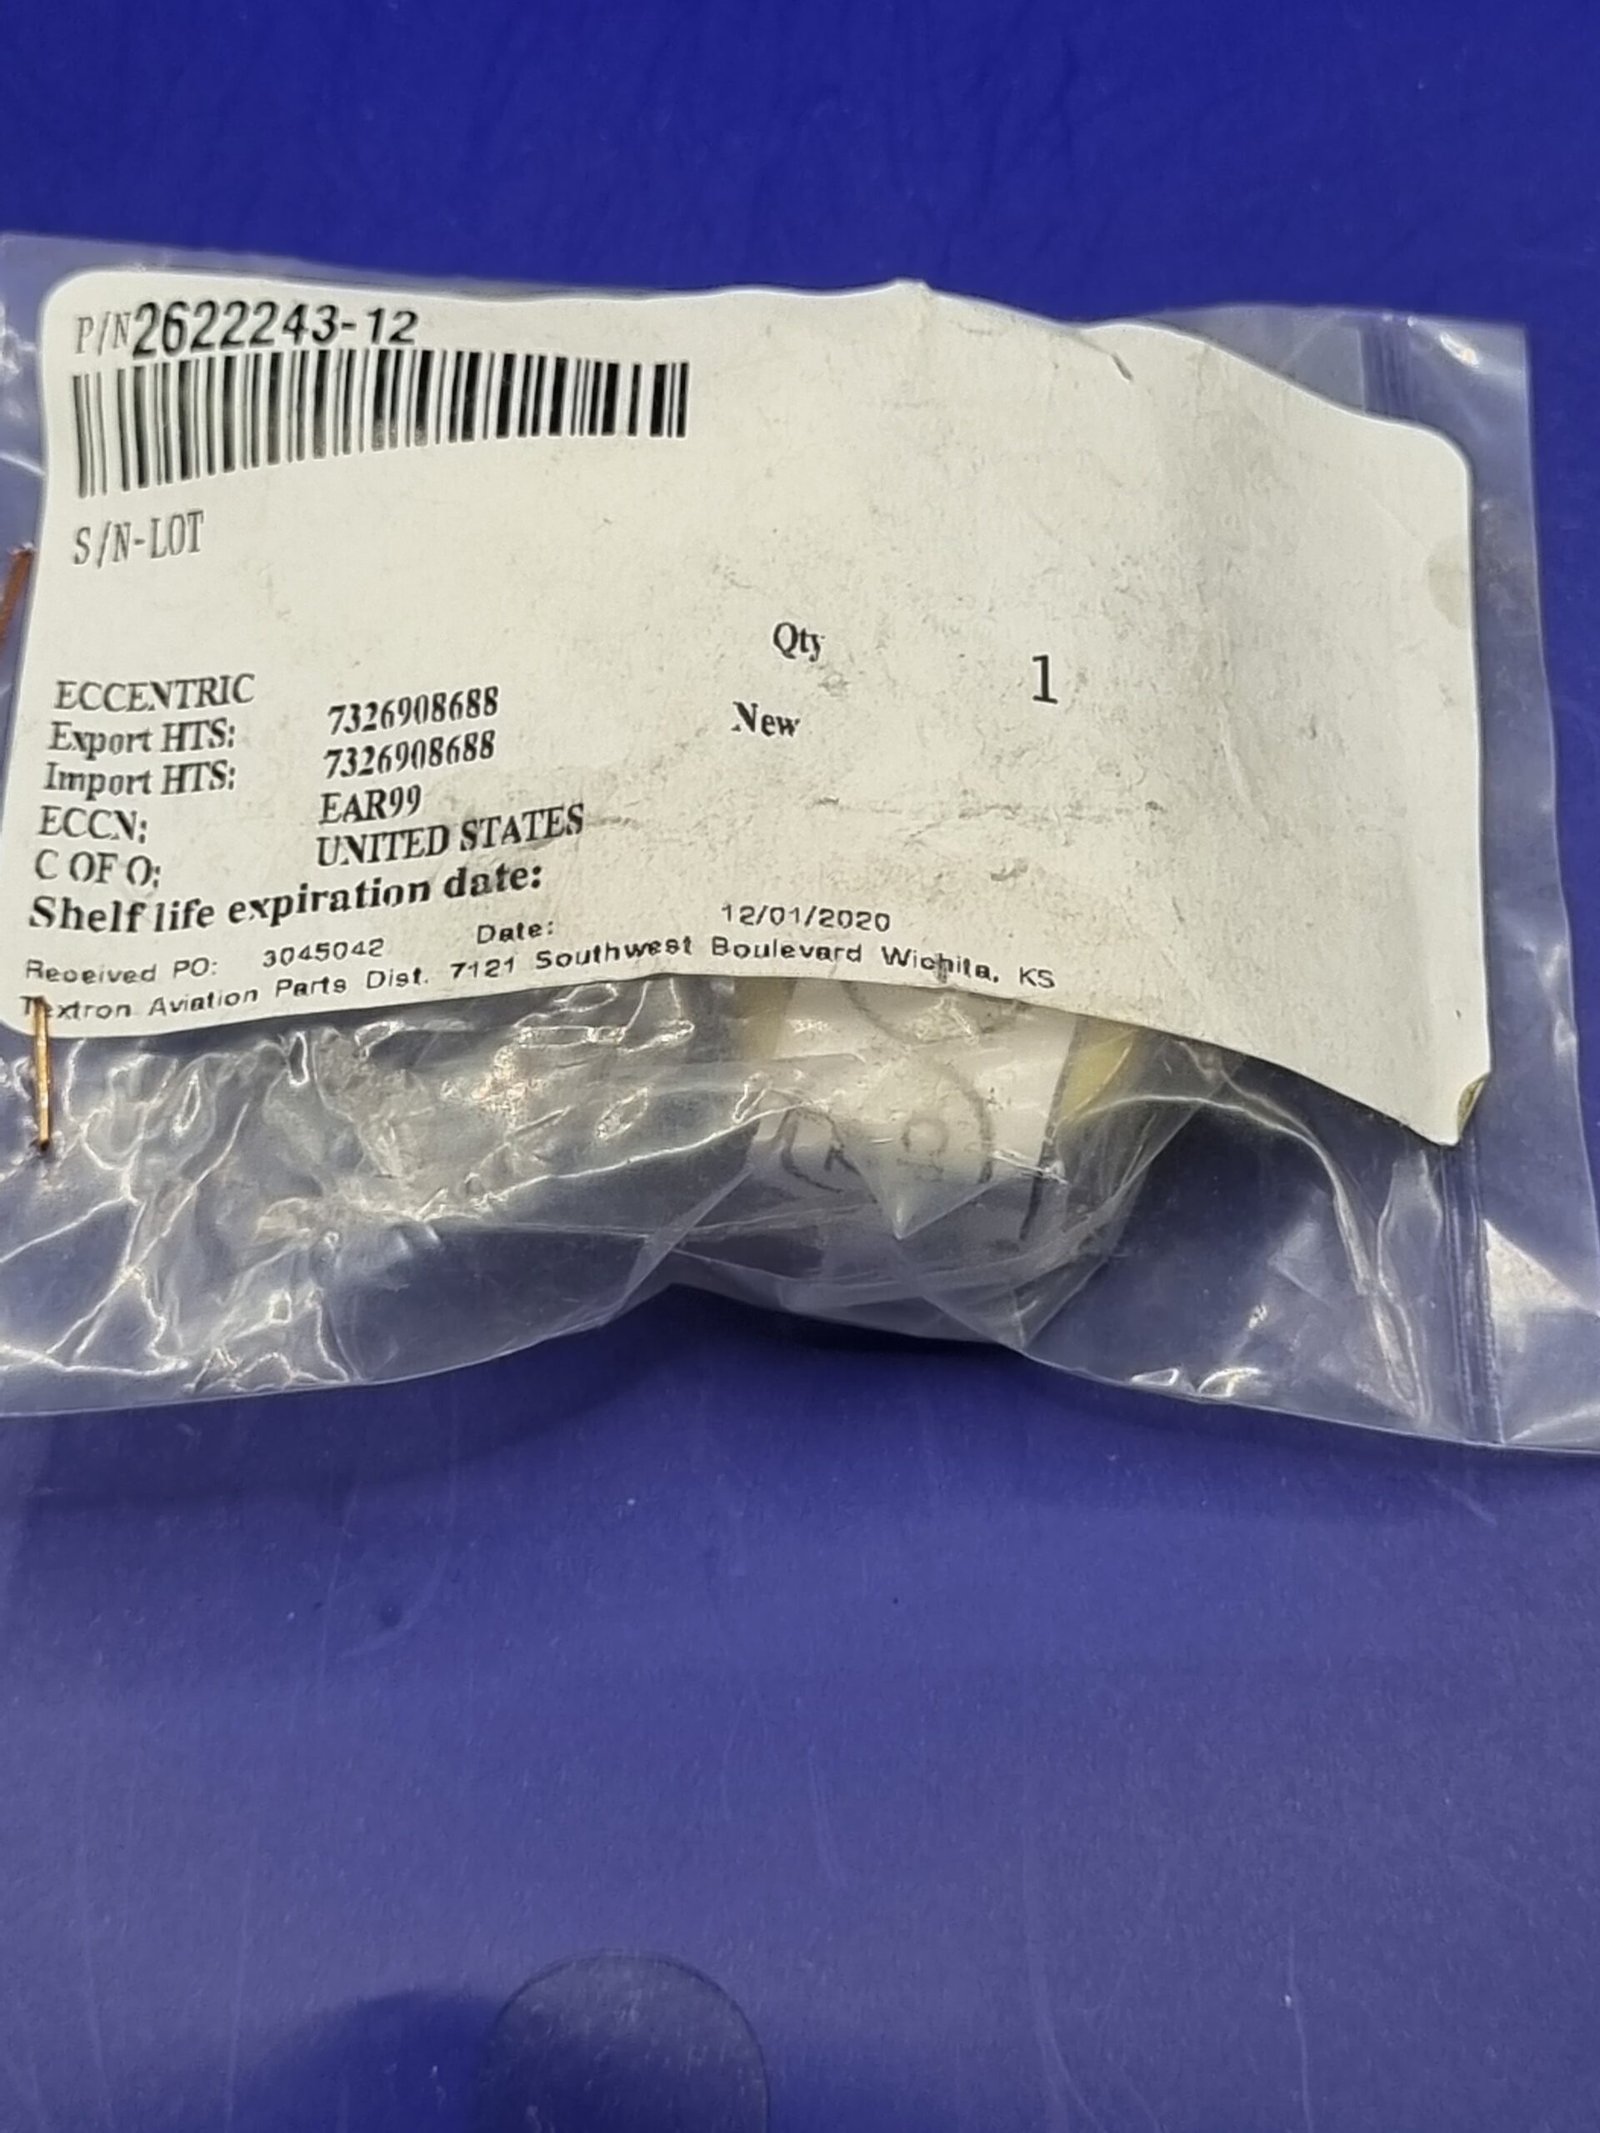 P/N2622243-12
S/N-LOT
Qty 1
ECCENTRIC New
Export HTS: 7326908688
Import HTS: 7326908688
ECCN: EAR99
C OF O: UNITED STATES
Shelf life expiration date:
Received PO: 3045042 Date: 12/01/2020
Textron Aviation Parts Dist. 7121 Southwest Boulevard Wichita, KS